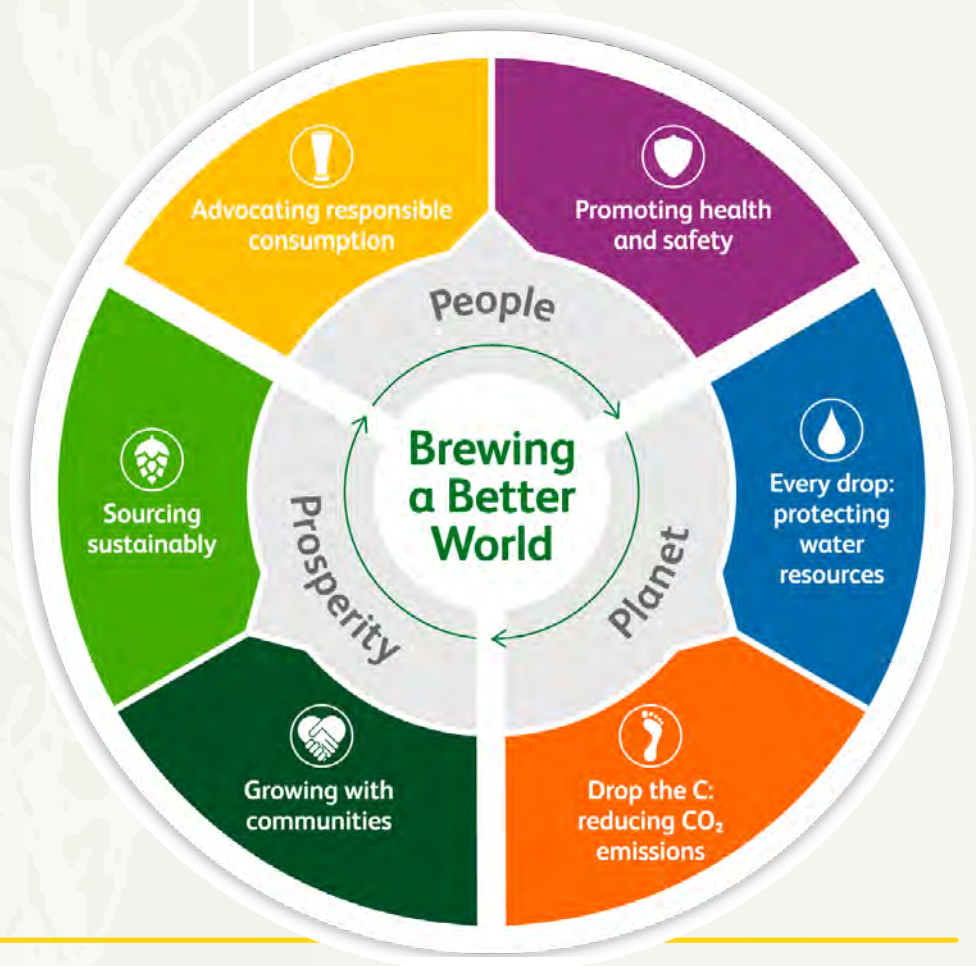 Advocating responsible
consumption
Promoting health
and safety
People
Brewing
a Better
World
Prosperity
Planet
Sourcing
sustainably
Every drop:
protecting
water
resources
Growing with
communities
Drop the C:
reducing CO₂
emissions